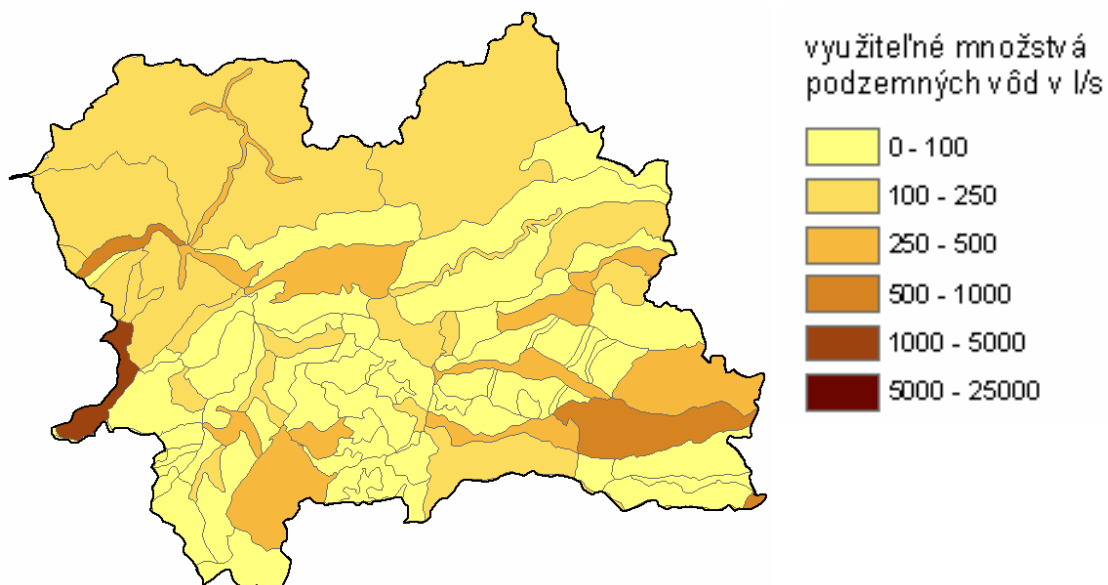 využiteľné množstvá
podzemných vôd v l/s
0 - 100
100 - 250
250 - 500
500 - 1000
1000 - 5000
5000 - 25000